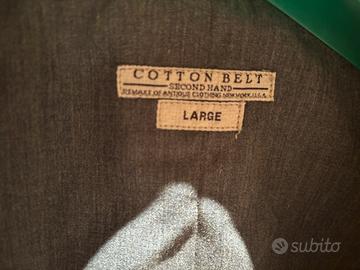 COTTON BELT
SECOND HAND
REMAKE OF ANTIQUE CLOTHING NEW YORK, U.S.A.
LARGE
subito